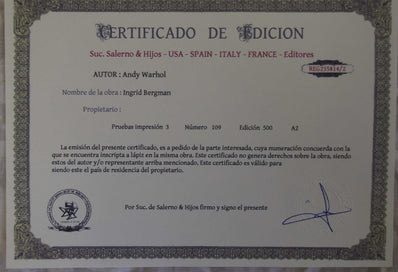 CERTIFICADO DE EDICION
Suc. Salerno & Hijos - USA - SPAIN - ITALY - FRANCE - Editores
REG255814/2
AUTOR : Andy Warhol
Nombre de la obra : Ingrid Bergman
Propietario :
Pruebas impresión 3 Número 109 Edición 500 A2
La emisión del presente certificado, es a pedido de la parte interesada, cuya numeración concuerda con la
que se encuentra inscripta a lápiz en la misma obra. Este certificado no genera derechos sobre la obra, siendo
estos del autor y/o representante arriba mencionado. Este certificado es válido para
siendo este el país de residencia del propietario.
Por Suc. de Salerno & Hijos firmo y signo el presente